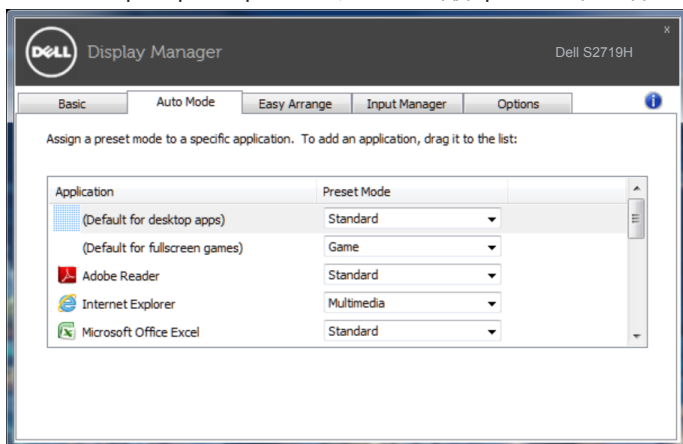 DELL
Display Manager
Dell S2719H
x
Basic
Auto Mode
Easy Arrange
Input Manager
Options
Assign a preset mode to a specific application. To add an application, drag it to the list:
Application
Preset Mode
(Default for desktop apps)
Standard
(Default for fullscreen games)
Game
Adobe Reader
Standard
Internet Explorer
Multimedia
Microsoft Office Excel
Standard